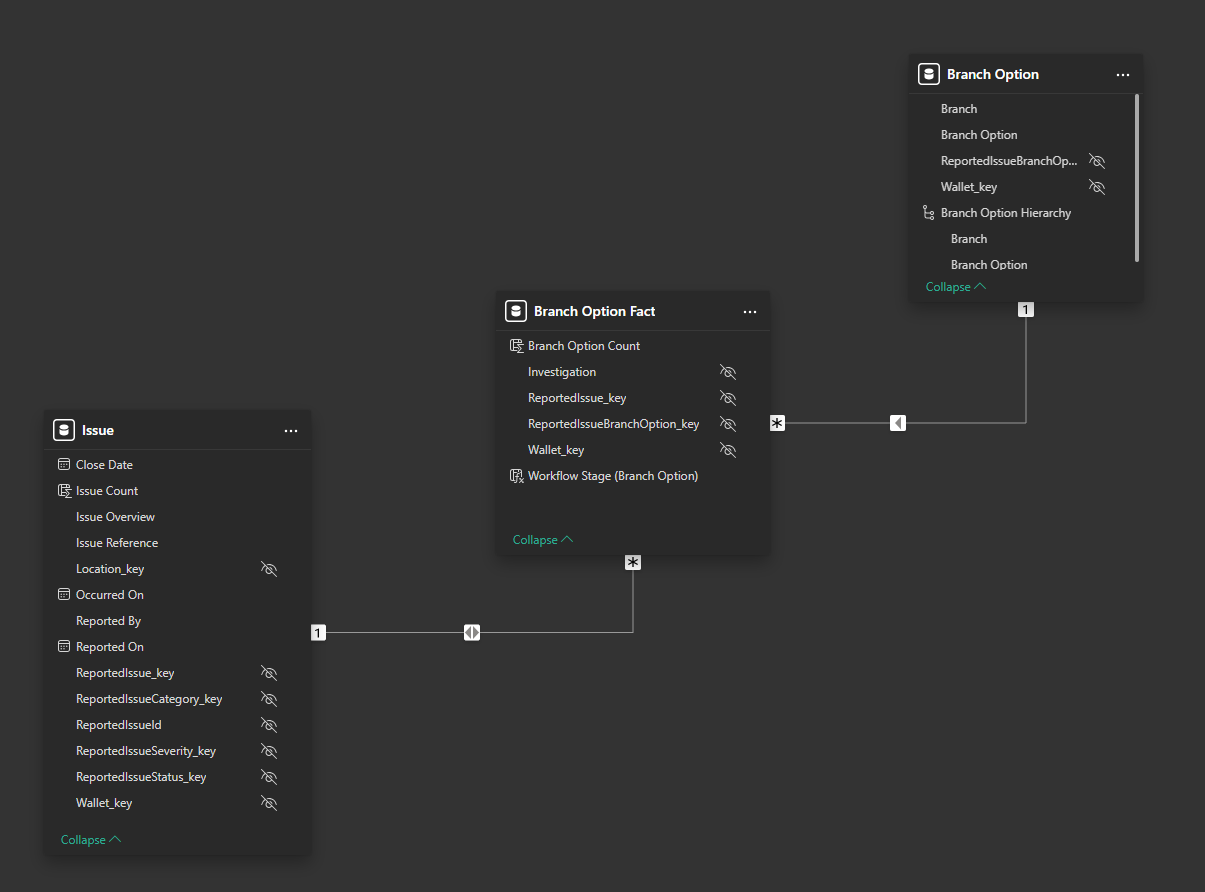 Branch Option
Branch
Branch Option
ReportedIssueBranchOp...
Wallet_key
Branch Option Hierarchy
Branch
Branch Option
Collapse
1
Branch Option Fact
Branch Option Count
Investigation
ReportedIssue_key
ReportedIssueBranchOption_key
Wallet_key
Workflow Stage (Branch Option)
Collapse
*
*
Issue
Close Date
Issue Count
Issue Overview
Issue Reference
Location_key
Occurred On
Reported By
Reported On
ReportedIssue_key
ReportedIssueCategory_key
ReportedIssueId
ReportedIssueSeverity_key
ReportedIssueStatus_key
Wallet_key
Collapse
1